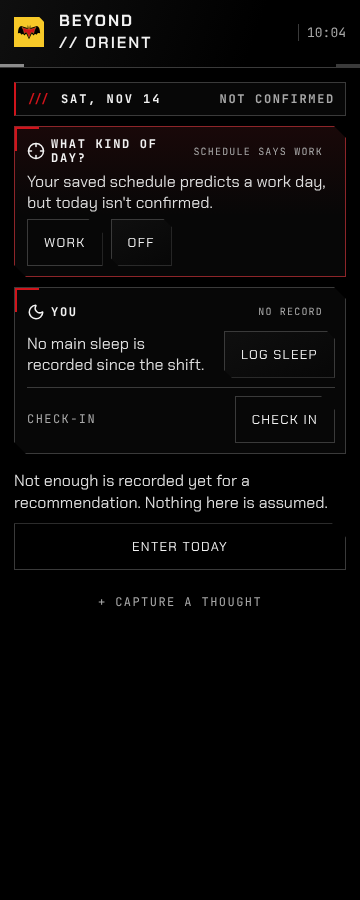 BEYOND
// ORIENT
10:04
/// SAT, NOV 14 NOT CONFIRMED
WHAT KIND OF DAY? SCHEDULE SAYS WORK
Your saved schedule predicts a work day,
but today isn't confirmed.
WORK OFF
YOU NO RECORD
No main sleep is
recorded since the shift.
LOG SLEEP
CHECK-IN CHECK IN
Not enough is recorded yet for a
recommendation. Nothing here is assumed.
ENTER TODAY
+ CAPTURE A THOUGHT